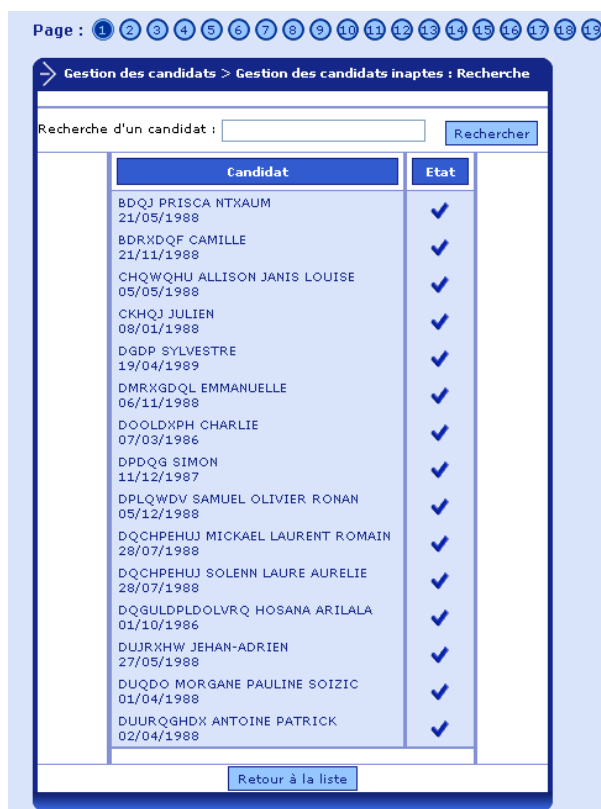 Page : 1 2 3 4 5 6 7 8 9 10 11 12 13 14 15 16 17 18 19
Gestion des candidats > Gestion des candidats inaptes : Recherche
Recherche d'un candidat : Rechercher
Candidat Etat
BDQJ PRISCA NTXAUM
21/05/1988
BDRXDQF CAMILLE
21/11/1988
CHQWQHU ALLISON JANIS LOUISE
05/05/1988
CKHQJ JULIEN
08/01/1988
DGDP SYLVESTRE
19/04/1989
DMRXGDQL EMMANUELLE
06/11/1988
DOOLDXPH CHARLIE
07/03/1986
DPDQG SIMON
11/12/1987
DPLQWDV SAMUEL OLIVIER RONAN
05/12/1988
DQCHPEHUJ MICKAEL LAURENT ROMAIN
28/07/1988
DQCHPEHUJ SOLENN LAURE AURELIE
28/07/1988
DQGULDPLDOLVRQ HOSANA ARILALA
01/10/1986
DUJRXHW JEHAN-ADRIEN
27/05/1988
DUQDO MORGANE PAULINE SOIZIC
01/04/1988
DUURQGHDX ANTOINE PATRICK
02/04/1988
Retour à la liste